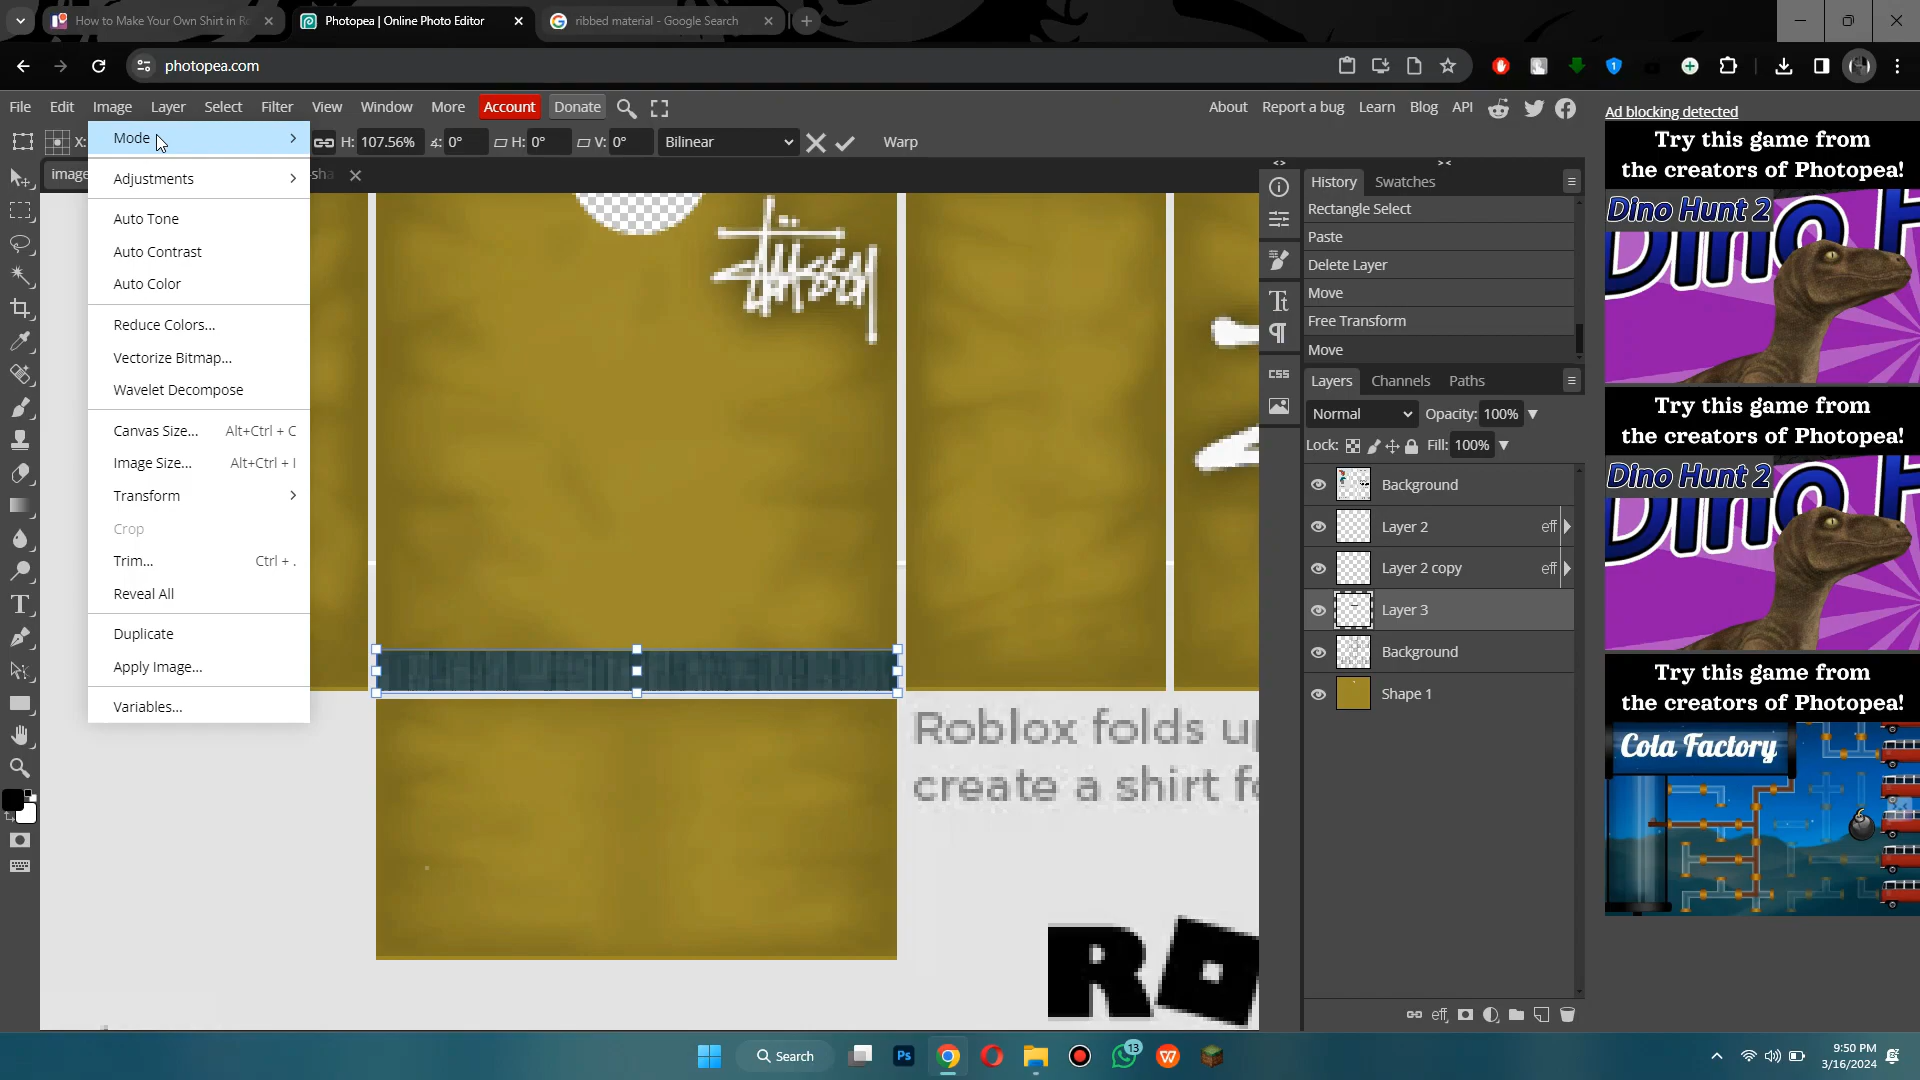 How to Make Your Own Shirt in Ro
Photopea | Online Photo Editor
ribbed material - Google Search
photopea.com
File Edit Image Layer Select Filter View Window More Account Donate
About Report a bug Learn Blog API
Ad blocking detected
X: H: 107.56% 0° H: 0° V: 0° Bilinear Warp
Mode
Adjustments
Auto Tone
Auto Contrast
Auto Color
Reduce Colors...
Vectorize Bitmap...
Wavelet Decompose
Canvas Size... Alt+Ctrl + C
Image Size... Alt+Ctrl + I
Transform
Crop
Trim... Ctrl + .
Reveal All
Duplicate
Apply Image...
Variables...
Stüssy
Roblox folds up
create a shirt fo
History Swatches
Rectangle Select
Paste
Delete Layer
Move
Free Transform
Move
CSS
Layers Channels Paths
Normal Opacity: 100%
Lock: Fill: 100%
Background
Layer 2 eff
Layer 2 copy eff
Layer 3
Background
Shape 1
eff
Try this game from
the creators of Photopea!
Dino Hunt 2
Try this game from
the creators of Photopea!
Dino Hunt 2
Try this game from
the creators of Photopea!
Cola Factory
Search
Ps
13
9:50 PM
3/16/2024